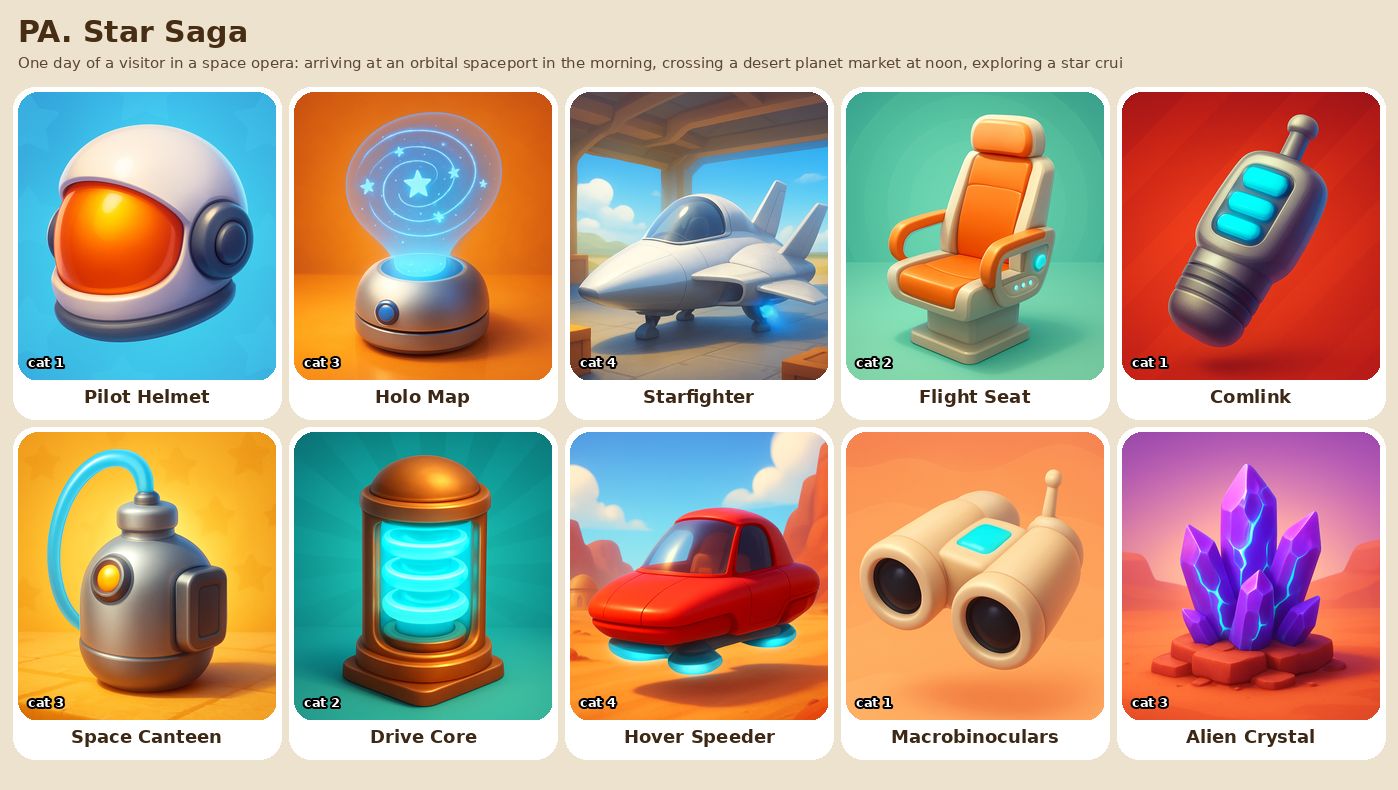 PA. Star Saga
One day of a visitor in a space opera: arriving at an orbital spaceport in the morning, crossing a desert planet market at noon, exploring a star crui
cat 1
cat 3
cat 4
cat 2
cat 1
Pilot Helmet
Holo Map
Starfighter
Flight Seat
Comlink
cat 3
cat 2
cat 4
cat 1
cat 3
Space Canteen
Drive Core
Hover Speeder
Macrobinoculars
Alien Crystal